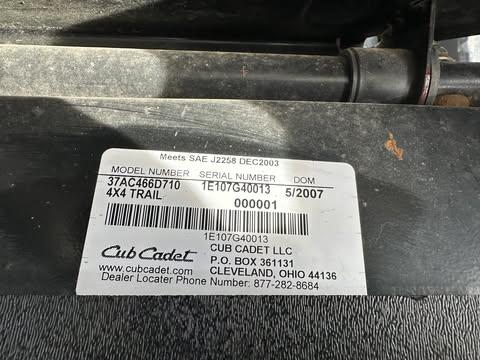 Meets SAE J2258 DEC2003
MODEL NUMBER SERIAL NUMBER DOM
37AC466D710 1E107G40013 5/2007
4X4 TRAIL 000001
1E107G40013
Cub Cadet CUB CADET LLC
P.O. BOX 361131
www.cubcadet.com CLEVELAND, OHIO 44136
Dealer Locater Phone Number: 877-282-8684